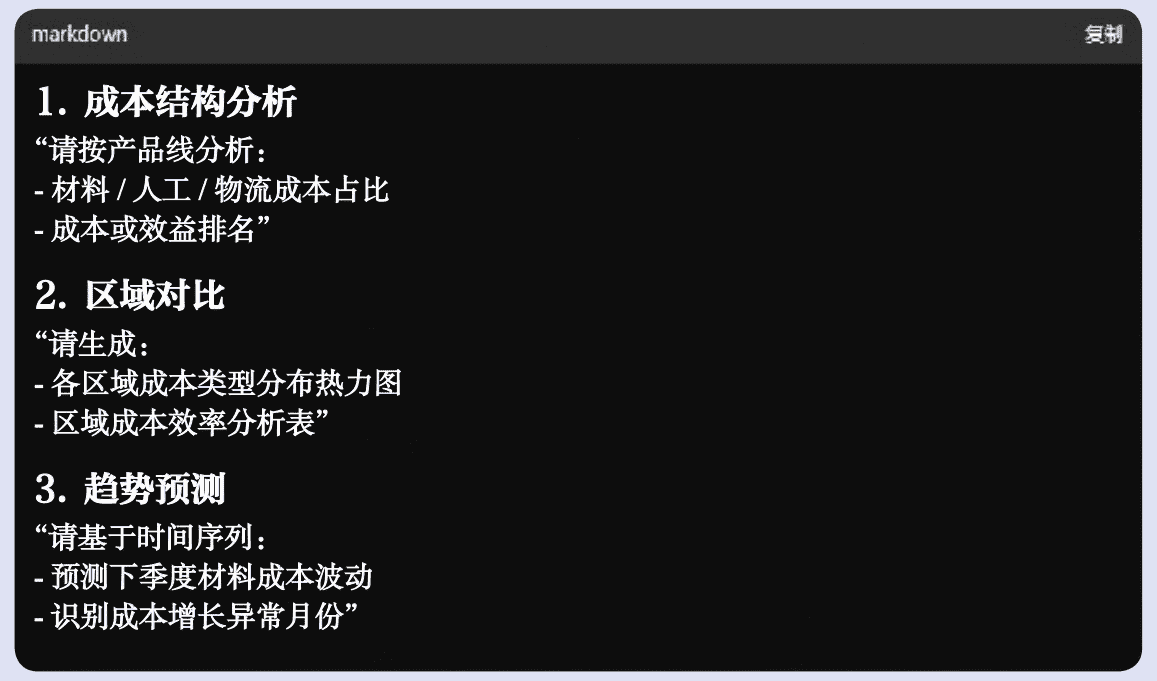 markdown
复制
1. 成本结构分析
“请按产品线分析：
- 材料 / 人工 / 物流成本占比
- 成本或效益排名”
2. 区域对比
“请生成：
- 各区域成本类型分布热力图
- 区域成本效率分析表”
3. 趋势预测
“请基于时间序列：
- 预测下季度材料成本波动
- 识别成本增长异常月份”